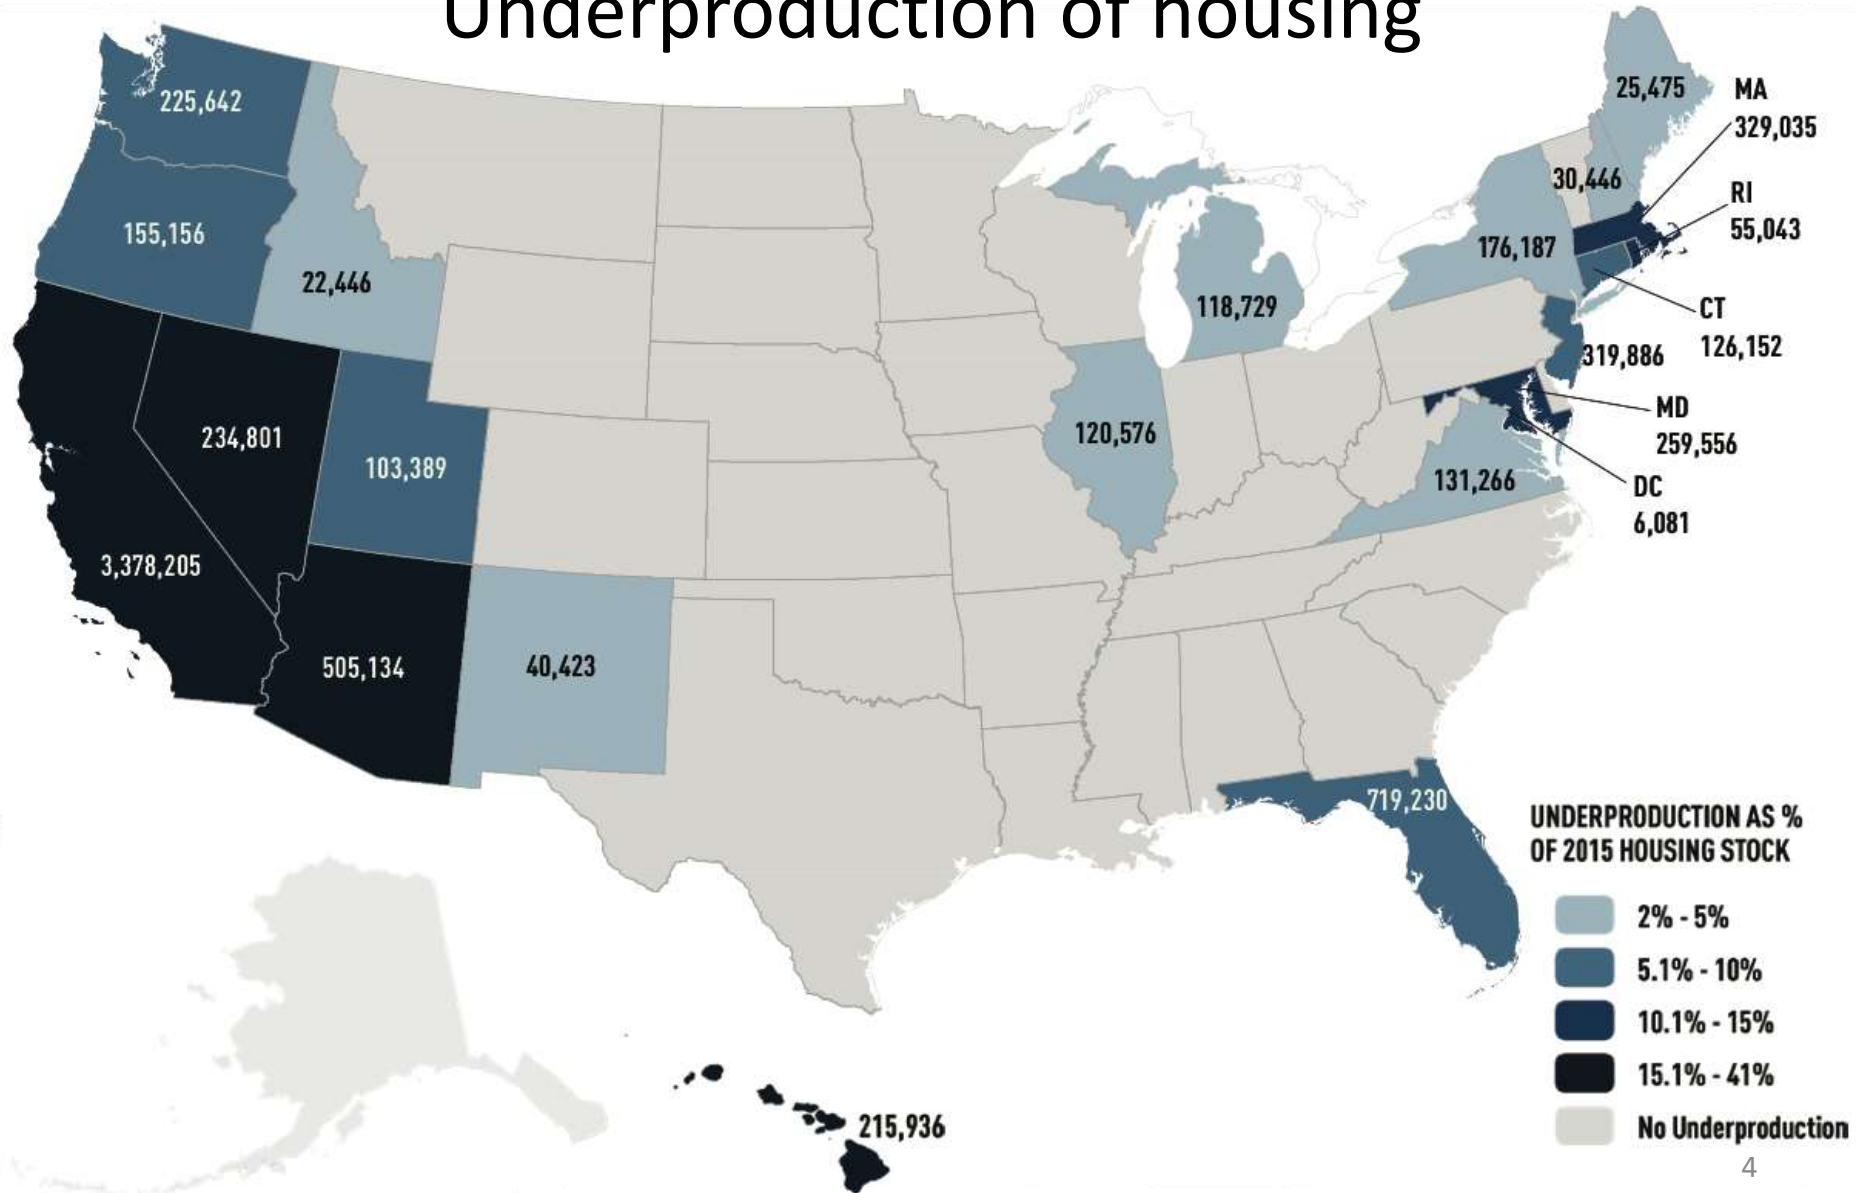 Underproduction of housing
225,642
155,156
22,446
3,378,205
234,801
103,389
505,134
40,423
120,576
118,729
176,187
30,446
25,475
MA
329,035
RI
55,043
CT
126,152
319,886
MD
259,556
DC
6,081
131,266
719,230
215,936
UNDERPRODUCTION AS %
OF 2015 HOUSING STOCK
2% - 5%
5.1% - 10%
10.1% - 15%
15.1% - 41%
No Underproduction
4